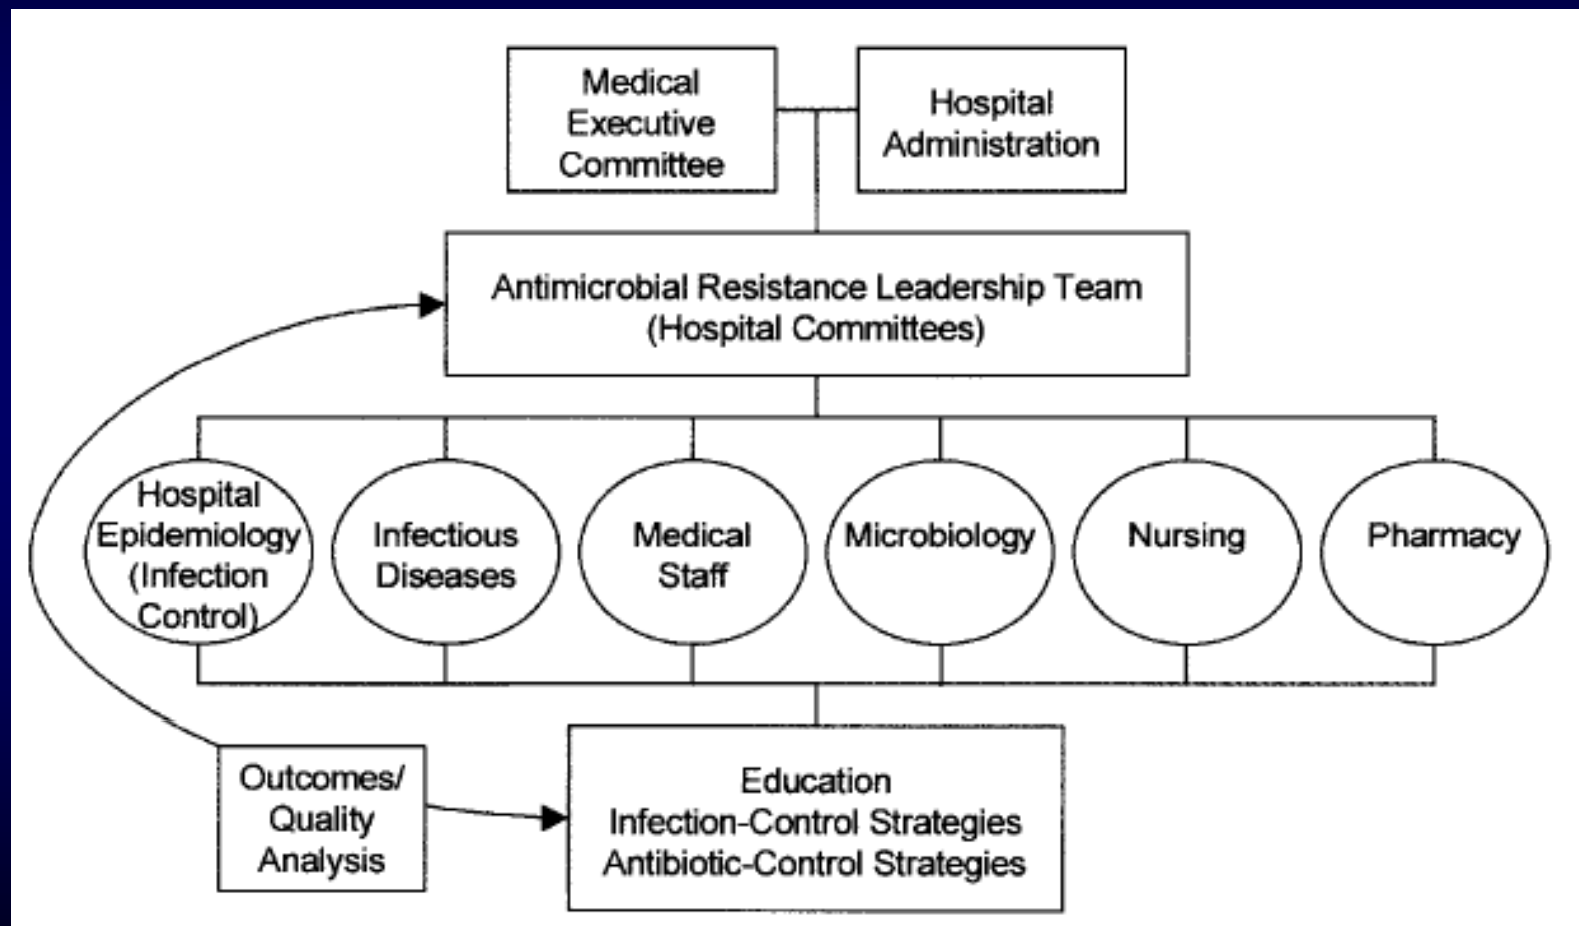 Medical
Executive
Committee
Hospital
Administration
Antimicrobial Resistance Leadership Team
(Hospital Committees)
Hospital
Epidemiology
(Infection
Control)
Infectious
Diseases
Medical
Staff
Microbiology
Nursing
Pharmacy
Outcomes/
Quality
Analysis
Education
Infection-Control Strategies
Antibiotic-Control Strategies